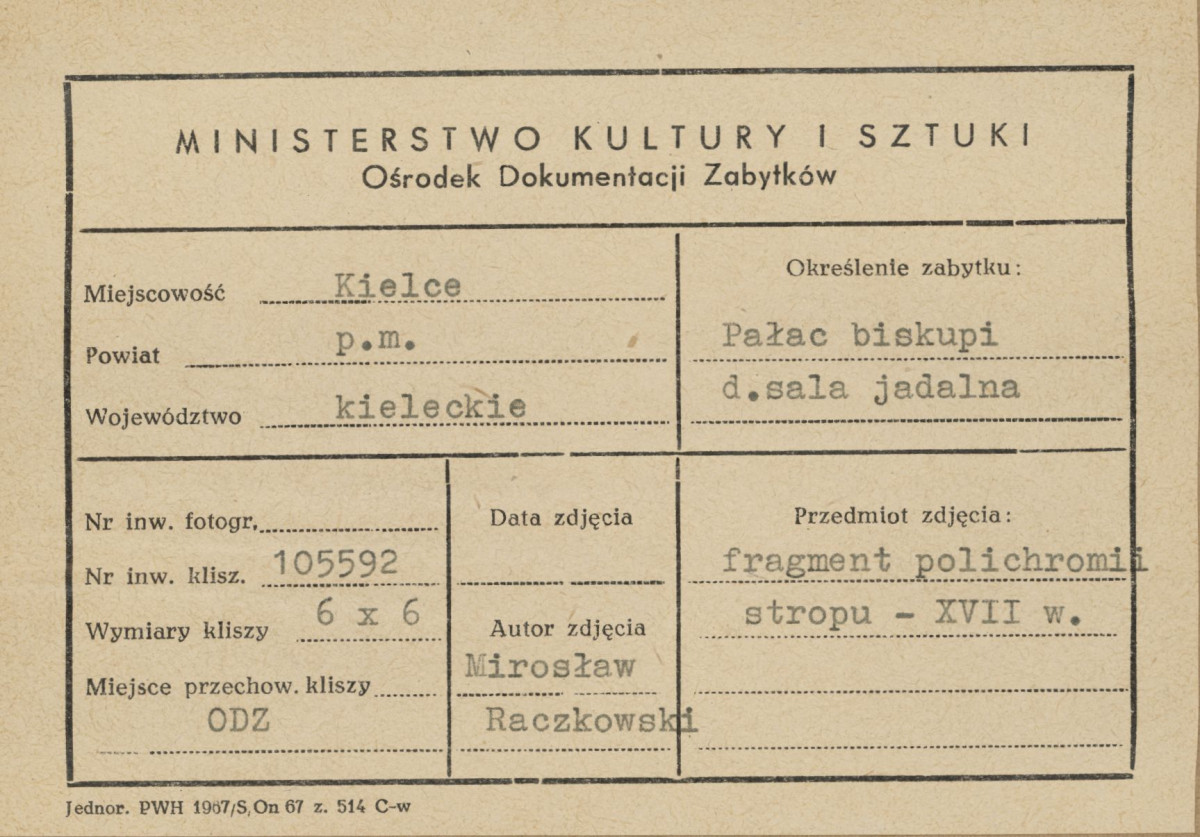 MINISTERSTWO KULTURY I SZTUKI
Ośrodek Dokumentacji Zabytków
Miejscowość Kielce
Powiat p.m.
Województwo kieleckie
Określenie zabytku:
Pałac biskupi
d.sala jadalna
Nr inw. fotogr.
Nr inw. klisz. 105592
Wymiary kliszy 6 x 6
Miejsce przechow. kliszy
ODZ
Data zdjęcia
Autor zdjęcia
Mirosław
Raczkowski
Przedmiot zdjęcia:
fragment polichromii
stropu - XVII w.
Jednor. PWH 1967/S,On 67 z. 514 C-w